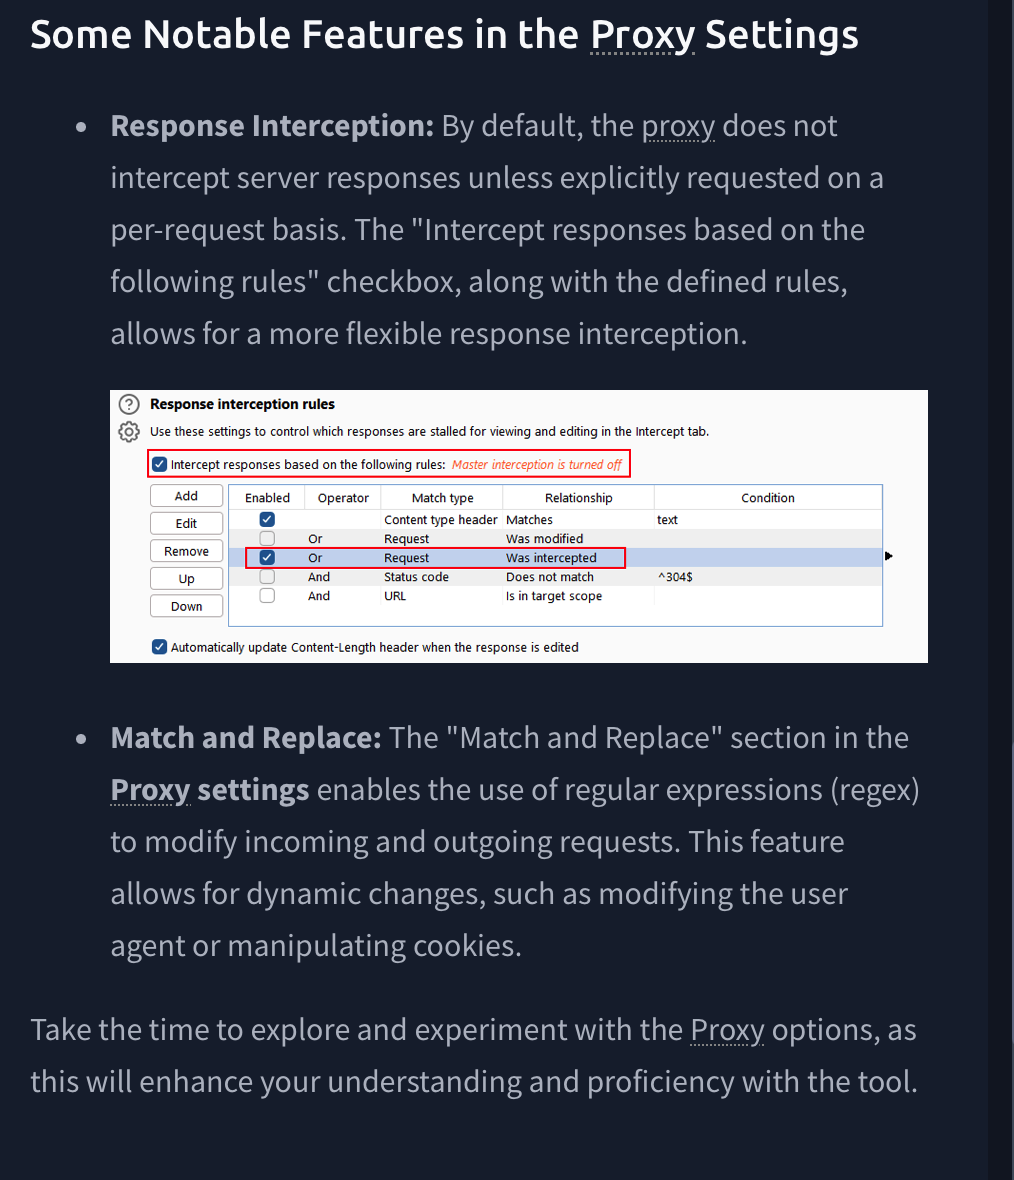 Some Notable Features in the Proxy Settings
Response Interception: By default, the proxy does not
intercept server responses unless explicitly requested on a
per-request basis. The "Intercept responses based on the
following rules" checkbox, along with the defined rules,
allows for a more flexible response interception.
Response interception rules
Use these settings to control which responses are stalled for viewing and editing in the Intercept tab.
Intercept responses based on the following rules: Master interception is turned off
Add
Edit
Remove
Up
Down
Enabled Operator Match type Relationship Condition
Content type header Matches text
Or Request Was modified
Or Request Was intercepted
And Status code Does not match ^304$
And URL Is in target scope
Automatically update Content-Length header when the response is edited
Match and Replace: The "Match and Replace" section in the
Proxy settings enables the use of regular expressions (regex)
to modify incoming and outgoing requests. This feature
allows for dynamic changes, such as modifying the user
agent or manipulating cookies.
Take the time to explore and experiment with the Proxy options, as
this will enhance your understanding and proficiency with the tool.